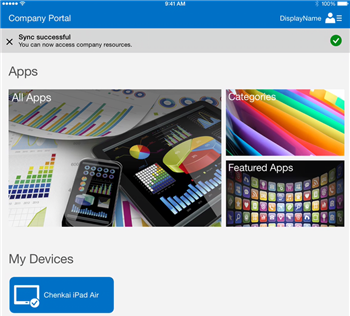 9:41 AM
100%
Company Portal
DisplayName
Sync successful
You can now access company resources.
Apps
All Apps
Categories
Featured Apps
My Devices
Chenkai iPad Air